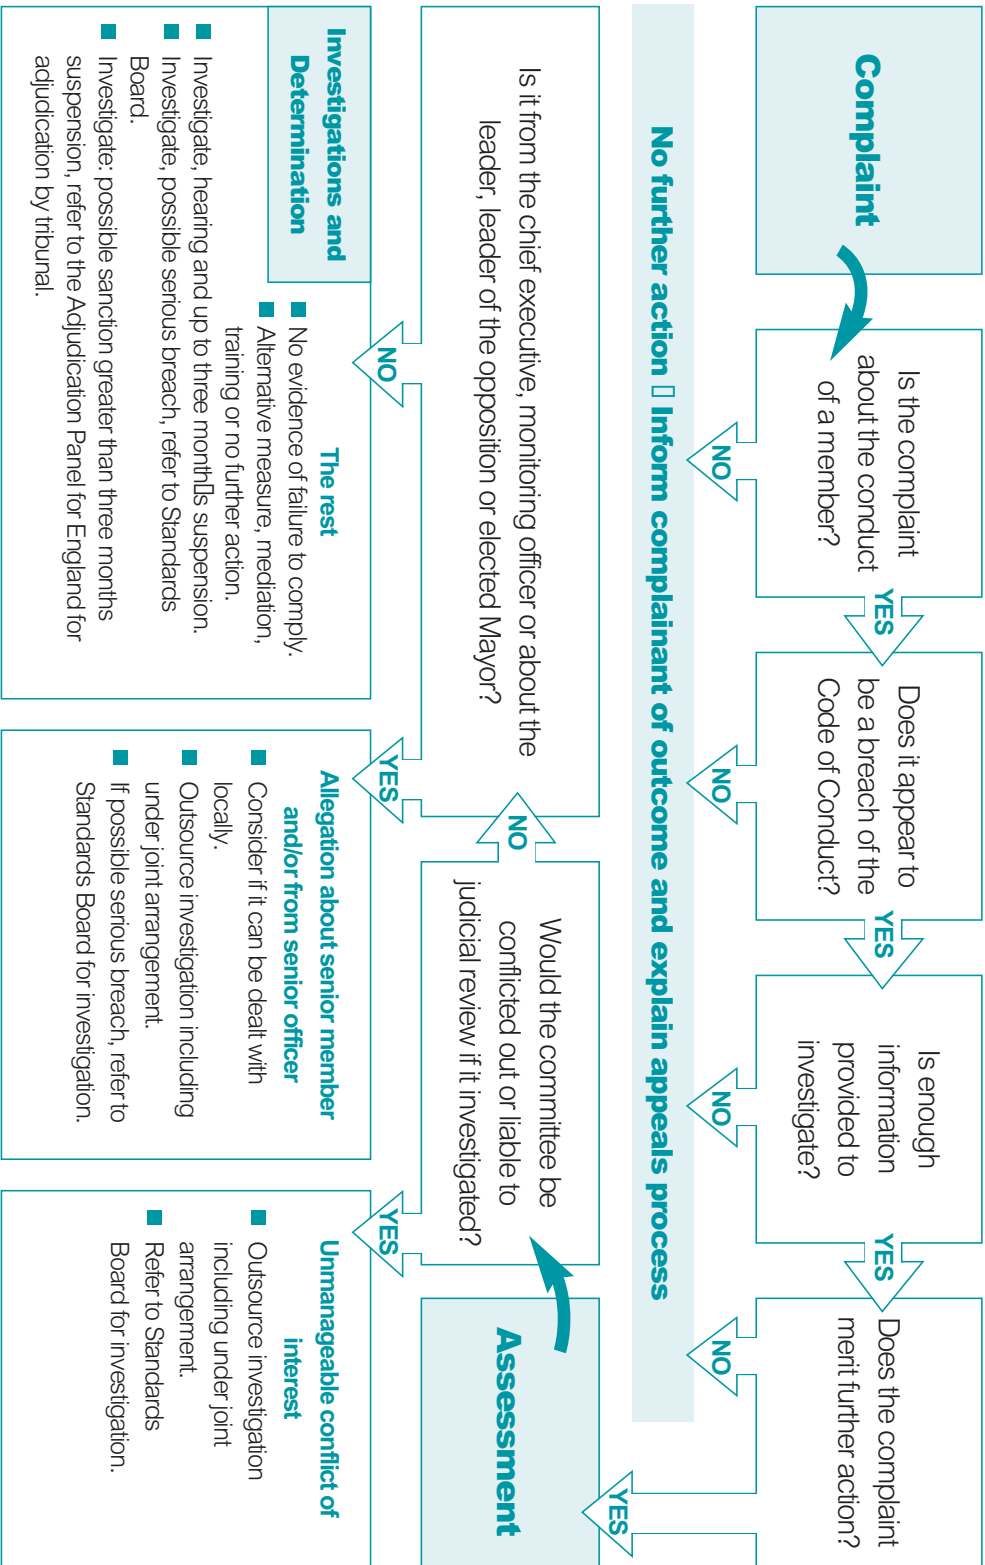 Complaint
Is the complaint
about the conduct
of a member?
YES
Does it appear to
be a breach of the
Code of Conduct?
YES
Is enough
information
provided to
investigate?
YES
Does the complaint
merit further action?
NO
NO
NO
NO
YES
No further action ▯ Inform complainant of outcome and explain appeals process
Assessment
Would the committee be
conflicted out or liable to
judicial review if it investigated?
NO
YES
Is it from the chief executive, monitoring officer or about the
leader, leader of the opposition or elected Mayor?
NO
YES
Investigations and
Determination
The rest
■ No evidence of failure to comply.
■ Alternative measure, mediation,
training or no further action.
■ Investigate, hearing and up to three month▯s suspension.
■ Investigate, possible serious breach, refer to Standards
Board.
■ Investigate: possible sanction greater than three months
suspension, refer to the Adjudication Panel for England for
adjudication by tribunal.
Allegation about senior member
and/or from senior officer
■ Consider if it can be dealt with
locally.
■ Outsource investigation including
under joint arrangement.
■ If possible serious breach, refer to
Standards Board for investigation.
Unmanageable conflict of
interest
■ Outsource investigation
including under joint
arrangement.
■ Refer to Standards
Board for investigation.